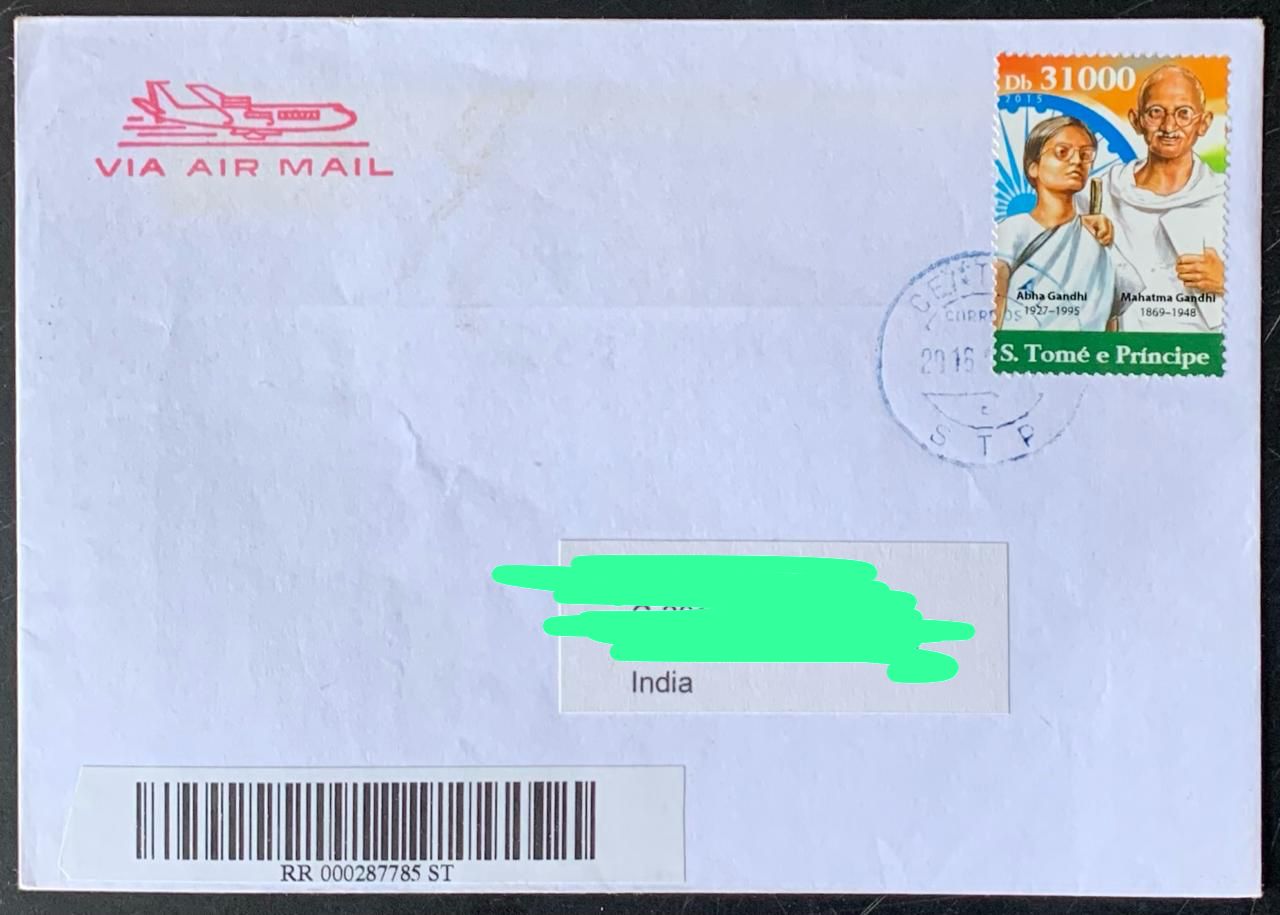 VIA AIR MAIL
Db 31000
2015
Abha Gandhi
1927–1995
Mahatma Gandhi
1869–1948
S. Tomé e Príncipe
CORREIOS
2016
STP
India
RR 000287785 ST